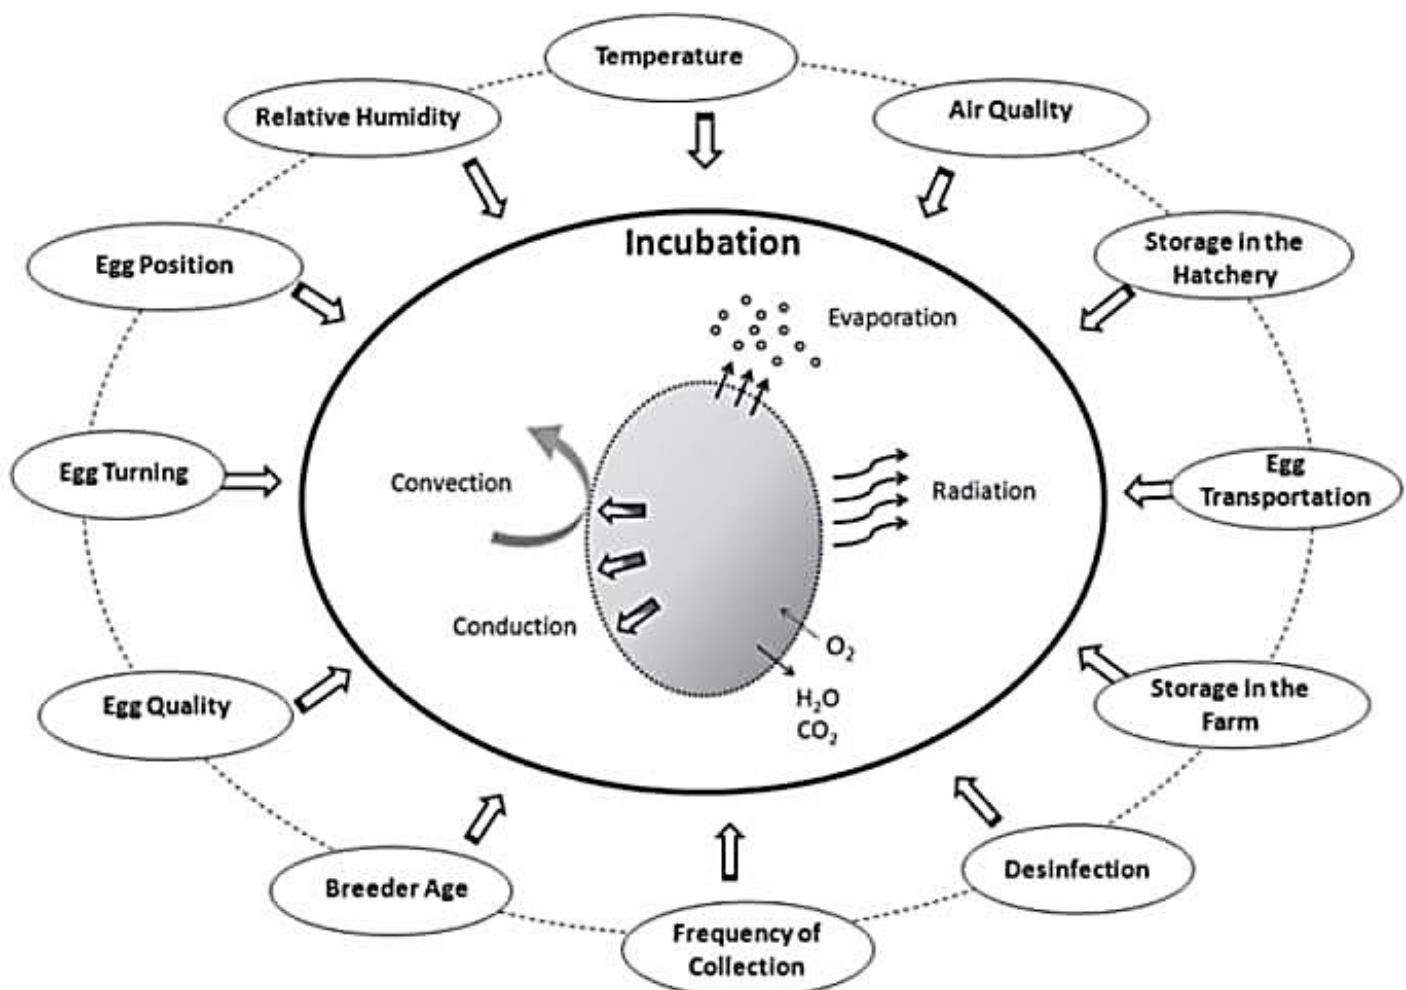 Temperature
Relative Humidity
Air Quality
Egg Position
Incubation
Storage in the
Hatchery
Evaporation
Egg Turning
Convection
Radiation
Egg
Transportation
Conduction
O₂
H₂O
CO₂
Egg Quality
Storage in the
Farm
Breeder Age
Desinfection
Frequency of
Collection